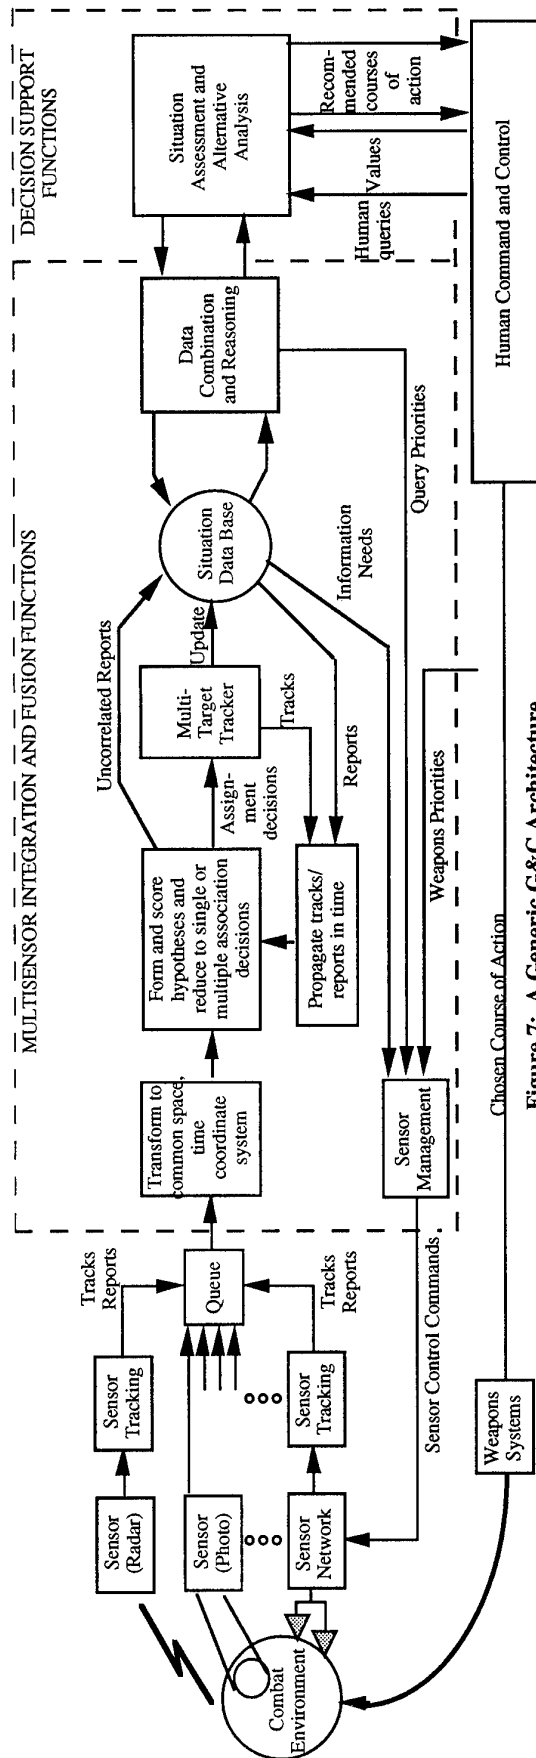 MULTISENSOR INTEGRATION AND FUSION FUNCTIONS
DECISION SUPPORT
FUNCTIONS
Sensor
(Radar)
Sensor
Tracking
Tracks
Reports
Sensor
(Photo)
Queue
Combat
Environment
Sensor
Network
Sensor
Tracking
Tracks
Reports
Transform to
common space,
time
coordinate
system
Form and score
hypotheses and
reduce to single or
multiple association
decisions
Uncorrelated Reports
Assign-
ment
decisions
Multi-
Target
Tracker
Update
Tracks
Propagate tracks/
reports in time
Reports
Situation
Data Base
Information
Needs
Data
Combination
and Reasoning
Query Priorities
Situation
Assessment and
Alternative
Analysis
Human
queries
Values
Recom-
mended
courses
of
action
Sensor
Management
Sensor Control Commands
Weapons Priorities
Human Command and Control
Weapons
Systems
Chosen Course of Action
Figure 7: A Generic C&C Architecture